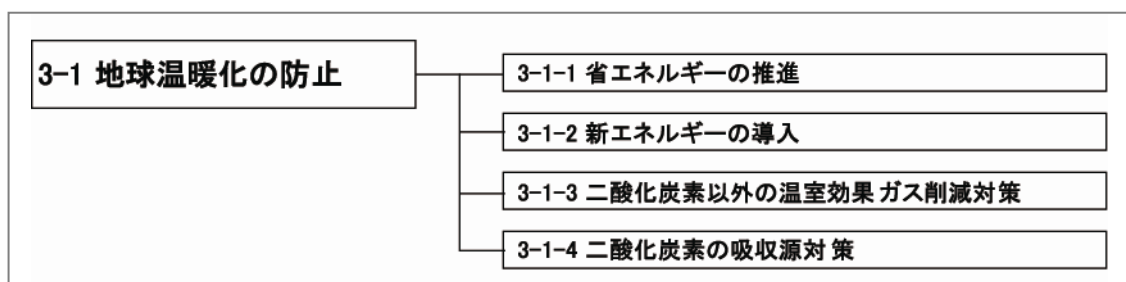 3-1 地球温暖化の防止
3-1-1 省エネルギーの推進
3-1-2 新エネルギーの導入
3-1-3 二酸化炭素以外の温室効果ガス削減対策
3-1-4 二酸化炭素の吸収源対策